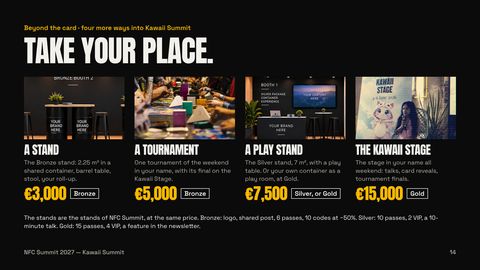 Beyond the card · four more ways into Kawaii Summit
TAKE YOUR PLACE.
BRONZE BOOTH 2
YOUR BRAND HERE
YOUR BRAND HERE
BOOTH 1
SILVER PACKAGE
CONTAINER
EXPERIENCE
YOUR BRAND HERE
KAWAII
STAGE
A STAND
The Bronze stand: 2.25 m² in a
shared container, barrel table,
stool, your roll-up.
€3,000 Bronze
A TOURNAMENT
One tournament of the weekend
in your name, with its final on the
Kawaii Stage.
€5,000 Bronze
A PLAY STAND
The Silver stand, 7 m², with a play
table. Or your own container as a
play room, at Gold.
€7,500 Silver, or Gold
THE KAWAII STAGE
The stage in your name all
weekend: talks, card reveals,
tournament finals.
€15,000 Gold
The stands are the stands of NFC Summit, at the same price. Bronze: logo, shared post, 6 passes, 10 codes at −50%. Silver: 10 passes, 2 VIP, a 10-
minute talk. Gold: 15 passes, 4 VIP, a feature in the newsletter.
NFC Summit 2027 — Kawaii Summit
14